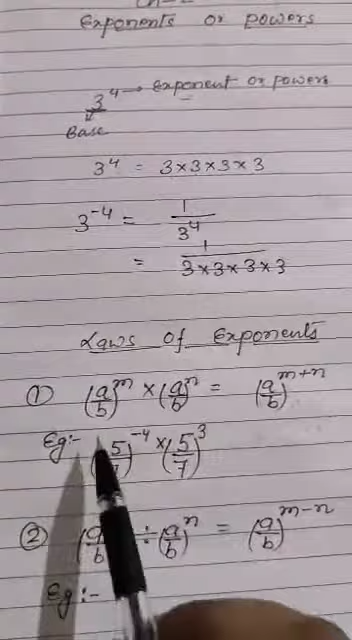 Exponents or powers
3⁴ → exponent or powers
Base
3⁴ = 3×3×3×3
3⁻⁴ = 1/3⁴
= 1/3×3×3×3
Laws of Exponents
① (a/b)ᵐ × (a/b)ⁿ = (a/b)ᵐ⁺ⁿ
Eg:- (5/7)⁻⁴ × (5/7)³
② (a/b) ÷ (a/b)ⁿ = (a/b)ᵐ⁻ⁿ
Eg:-